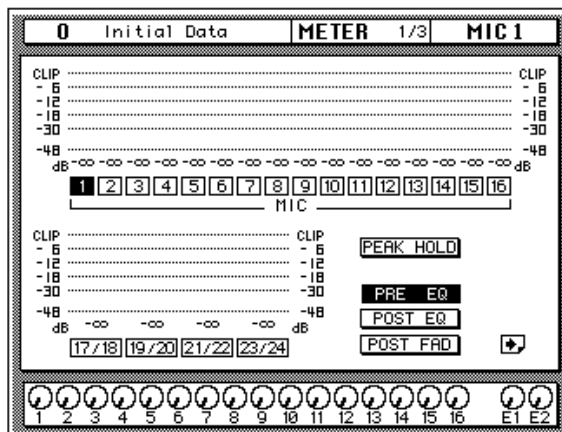 0 Initial Data METER 1/3 MIC 1
CLIP CLIP
- 6 - 6
-12 -12
-18 -18
-30 -30
-48 -48
dB -∞ -∞ -∞ -∞ -∞ -∞ -∞ -∞ -∞ -∞ -∞ -∞ -∞ -∞ -∞ -∞ dB
1 2 3 4 5 6 7 8 9 10 11 12 13 14 15 16
MIC
CLIP CLIP
- 6 - 6 PEAK HOLD
-12 -12
-18 -18
-30 -30 PRE EQ
-48 -48 POST EQ
dB -∞ -∞ -∞ -∞ dB
17/18 19/20 21/22 23/24 POST FAD
1 2 3 4 5 6 7 8 9 10 11 12 13 14 15 16 E1 E2